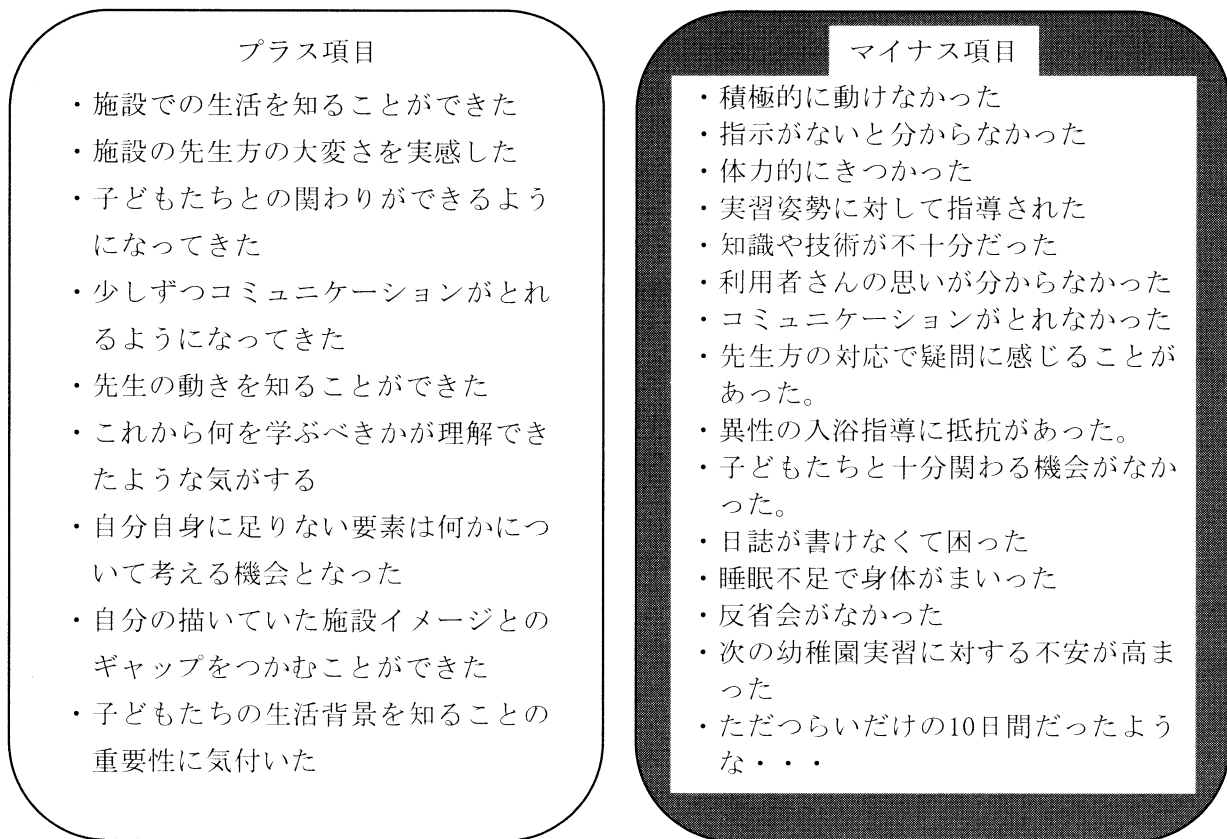 プラス項目
・施設での生活を知ることができた
・施設の先生方の大変さを実感した
・子どもたちとの関わりができるよう
になってきた
・少しずつコミュニケーションがとれ
るようになってきた
・先生の動きを知ることができた
・これから何を学ぶべきかが理解でき
たような気がする
・自分自身に足りない要素は何かにつ
いて考える機会となった
・自分の描いていた施設イメージとの
ギャップをつかむことができた
・子どもたちの生活背景を知ることの
重要性に気付いた
マイナス項目
・積極的に動けなかった
・指示がないと分からなかった
・体力的にきつかった
・実習姿勢に対して指導された
・知識や技術が不十分だった
・利用者さんの思いが分からなかった
・コミュニケーションがとれなかった
・先生方の対応で疑問に感じることが
あった。
・異性の入浴指導に抵抗があった。
・子どもたちと十分関わる機会がなか
った。
・日誌が書けなくて困った
・睡眠不足で身体がまいった
・反省会がなかった
・次の幼稚園実習に対する不安が高ま
った
・ただつらいだけの10日間だったよう
な・・・